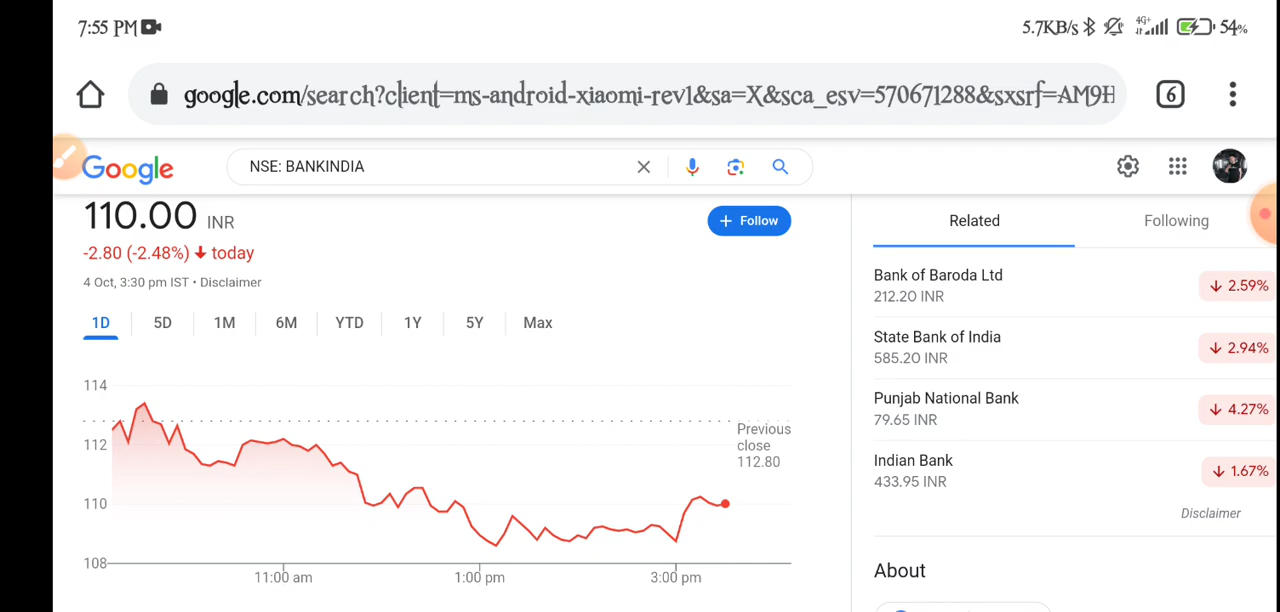 7:55 PM
5.7KB/s 4G+ 54%
google.com/search?client=ms-android-xiaomi-rev1&sa=X&sca_esv=570671288&sxsrf=AM9H
6
Google
NSE: BANKINDIA
110.00 INR
Follow
-2.80 (-2.48%) ↓ today
4 Oct, 3:30 pm IST • Disclaimer
1D 5D 1M 6M YTD 1Y 5Y Max
114
112
110
108
Previous
close
112.80
11:00 am 1:00 pm 3:00 pm
Related Following
Bank of Baroda Ltd
212.20 INR
↓ 2.59%
State Bank of India
585.20 INR
↓ 2.94%
Punjab National Bank
79.65 INR
↓ 4.27%
Indian Bank
433.95 INR
↓ 1.67%
Disclaimer
About